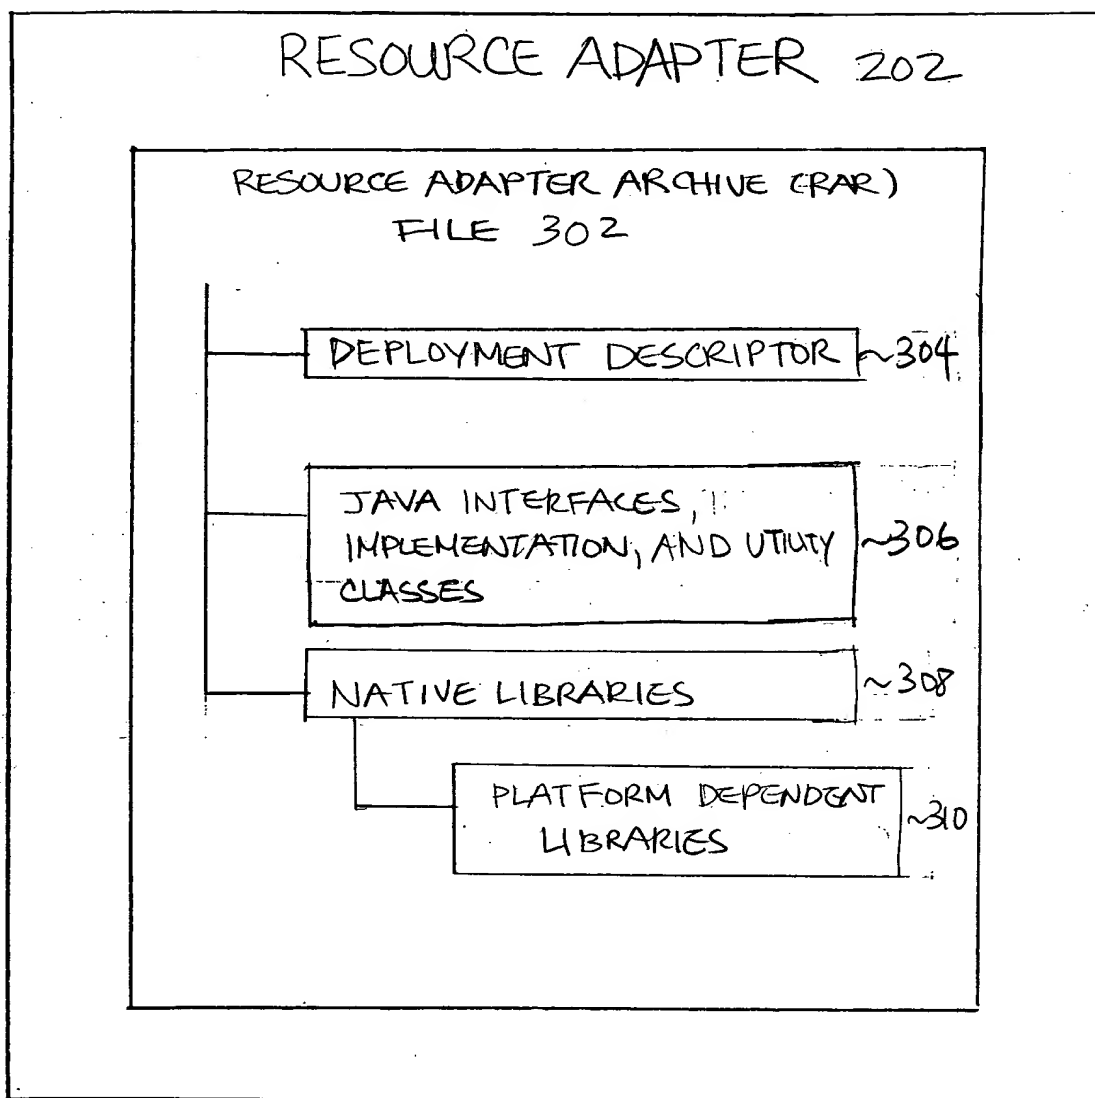 RESOURCE ADAPTER 202
RESOURCE ADAPTER ARCHIVE (RAR)
FILE 302
DEPLOYMENT DESCRIPTOR ~304
JAVA INTERFACES,
IMPLEMENTATION, AND UTILITY ~306
CLASSES
NATIVE LIBRARIES ~308
PLATFORM DEPENDENT
LIBRARIES ~310